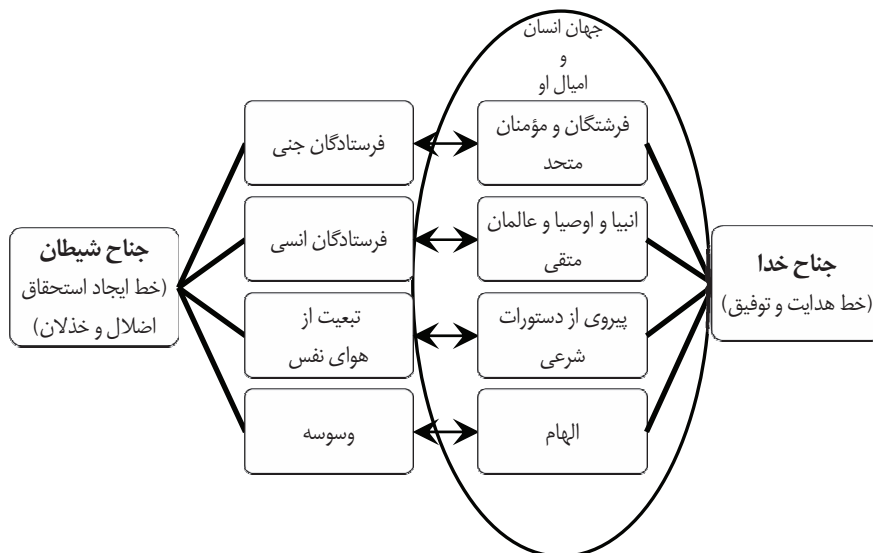 جهان انسان
و
امیال او
فرشتگان و مؤمنان
متحد
فرستادگان جنی
انبیا و اوصیا و عالمان
متقی
فرستادگان انسی
جناح خدا
(خط هدایت و توفیق)
جناح شیطان
(خط ایجاد استحقاق
اضلال و خذلان)
پیروی از دستورات
شرعی
تبعیت از
هوای نفس
الهام
وسوسه